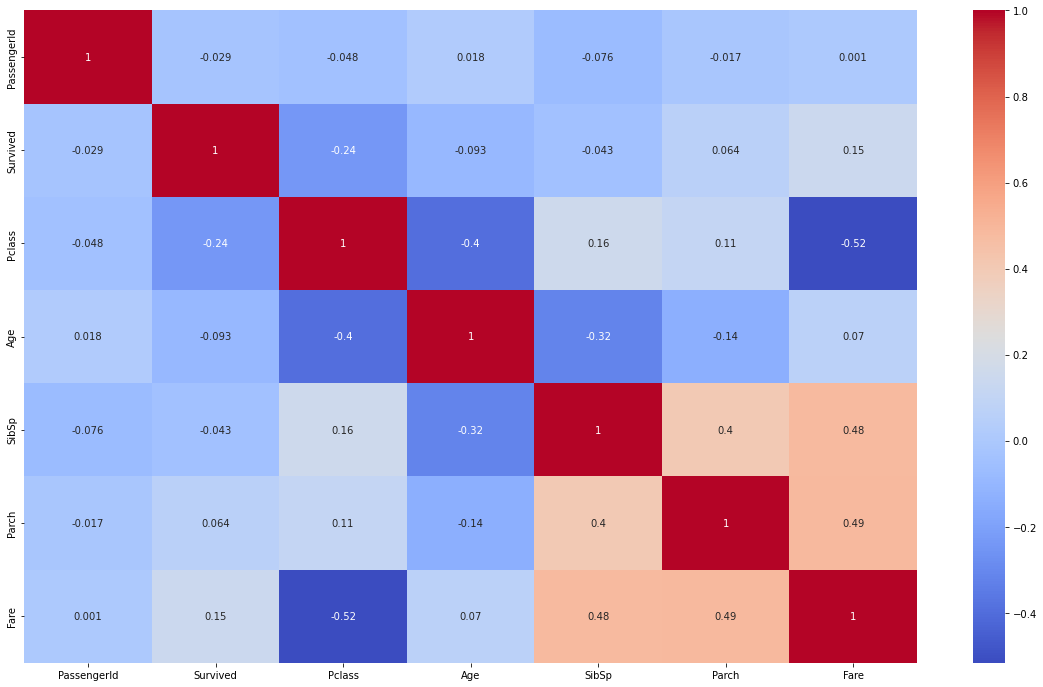 PassengerId 1 -0.029 -0.048 0.018 -0.076 -0.017 0.001
Survived -0.029 1 -0.24 -0.093 -0.043 0.064 0.15
Pclass -0.048 -0.24 1 -0.4 0.16 0.11 -0.52
Age 0.018 -0.093 -0.4 1 -0.32 -0.14 0.07
SibSp -0.076 -0.043 0.16 -0.32 1 0.4 0.48
Parch -0.017 0.064 0.11 -0.14 0.4 1 0.49
Fare 0.001 0.15 -0.52 0.07 0.48 0.49 1
PassengerId Survived Pclass Age SibSp Parch Fare
1.0
0.8
0.6
0.4
0.2
0.0
−0.2
−0.4